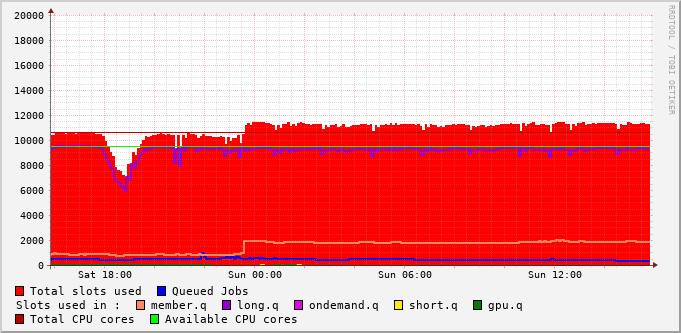 20000
18000
16000
14000
12000
10000
8000
6000
4000
2000
0
Sat 18:00 Sun 00:00 Sun 06:00 Sun 12:00
RRDTOOL / TOBI OETIKER
Total slots used Queued Jobs
Slots used in : member.q long.q ondemand.q short.q gpu.q
Total CPU cores Available CPU cores